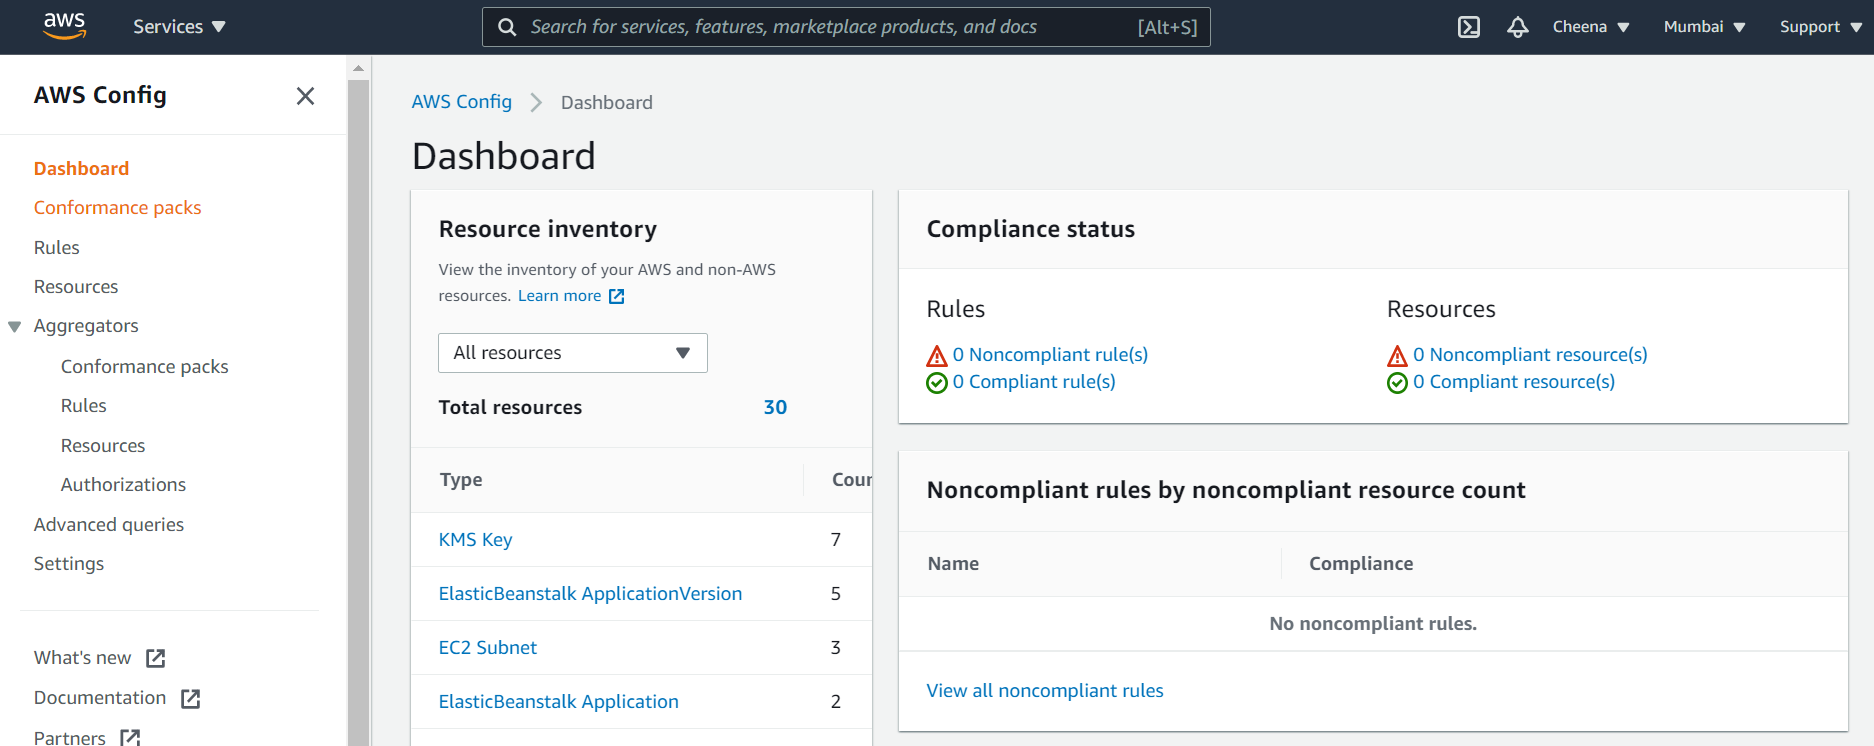 aws
Services
Search for services, features, marketplace products, and docs
[Alt+S]
Cheena
Mumbai
Support
AWS Config
Dashboard
Conformance packs
Rules
Resources
Aggregators
Conformance packs
Rules
Resources
Authorizations
Advanced queries
Settings
What's new
Documentation
Partners
AWS Config
Dashboard
Dashboard
Resource inventory
View the inventory of your AWS and non-AWS
resources. Learn more
All resources
Total resources 30
Type Cour
KMS Key 7
ElasticBeanstalk ApplicationVersion 5
EC2 Subnet 3
ElasticBeanstalk Application 2
Compliance status
Rules
0 Noncompliant rule(s)
0 Compliant rule(s)
Resources
0 Noncompliant resource(s)
0 Compliant resource(s)
Noncompliant rules by noncompliant resource count
Name Compliance
No noncompliant rules.
View all noncompliant rules